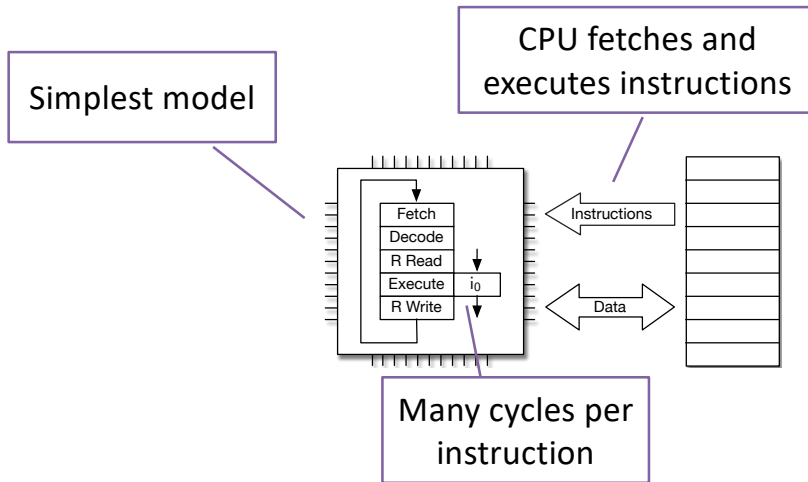 CPU fetches and
executes instructions
Simplest model
Fetch
Decode
R Read
Execute
R Write
i0
Instructions
Data
Many cycles per
instruction